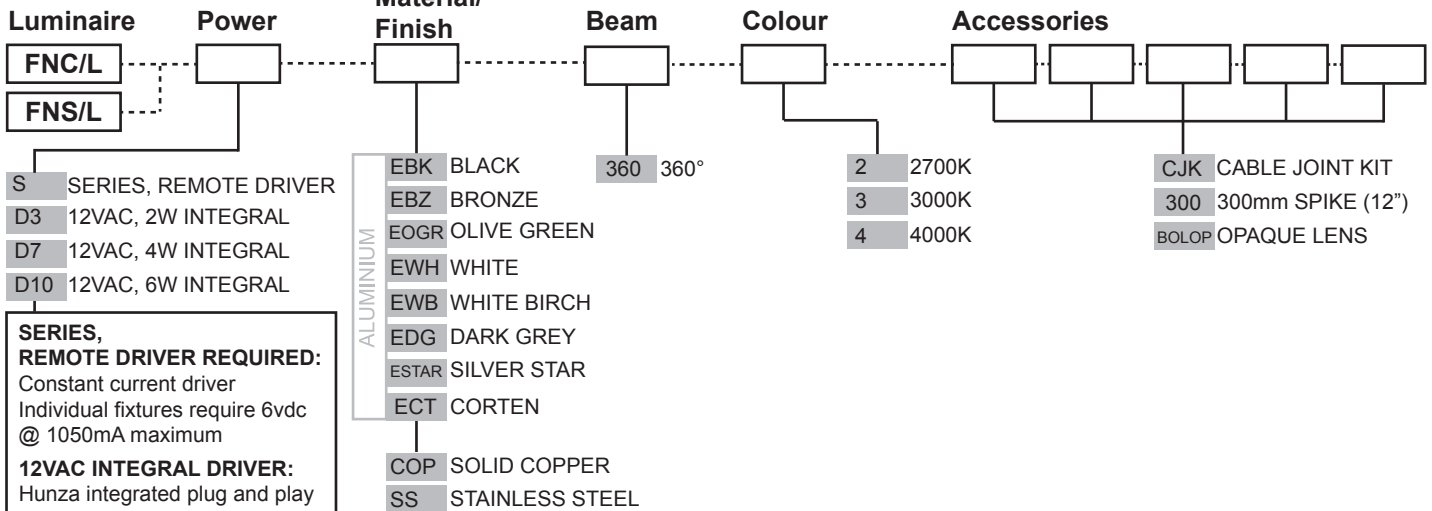 Luminaire
Power
Material/
Finish
Beam
Colour
Accessories
FNC/L
FNS/L
S SERIES, REMOTE DRIVER
D3 12VAC, 2W INTEGRAL
D7 12VAC, 4W INTEGRAL
D10 12VAC, 6W INTEGRAL
SERIES,
REMOTE DRIVER REQUIRED:
Constant current driver
Individual fixtures require 6vdc
@ 1050mA maximum
12VAC INTEGRAL DRIVER:
Hunza integrated plug and play
ALUMINIUM
EBK BLACK
EBZ BRONZE
EOGR OLIVE GREEN
EWH WHITE
EWB WHITE BIRCH
EDG DARK GREY
ESTAR SILVER STAR
ECT CORTEN
COP SOLID COPPER
SS STAINLESS STEEL
360 360°
2 2700K
3 3000K
4 4000K
CJK CABLE JOINT KIT
300 300mm SPIKE (12”)
BOLOP OPAQUE LENS